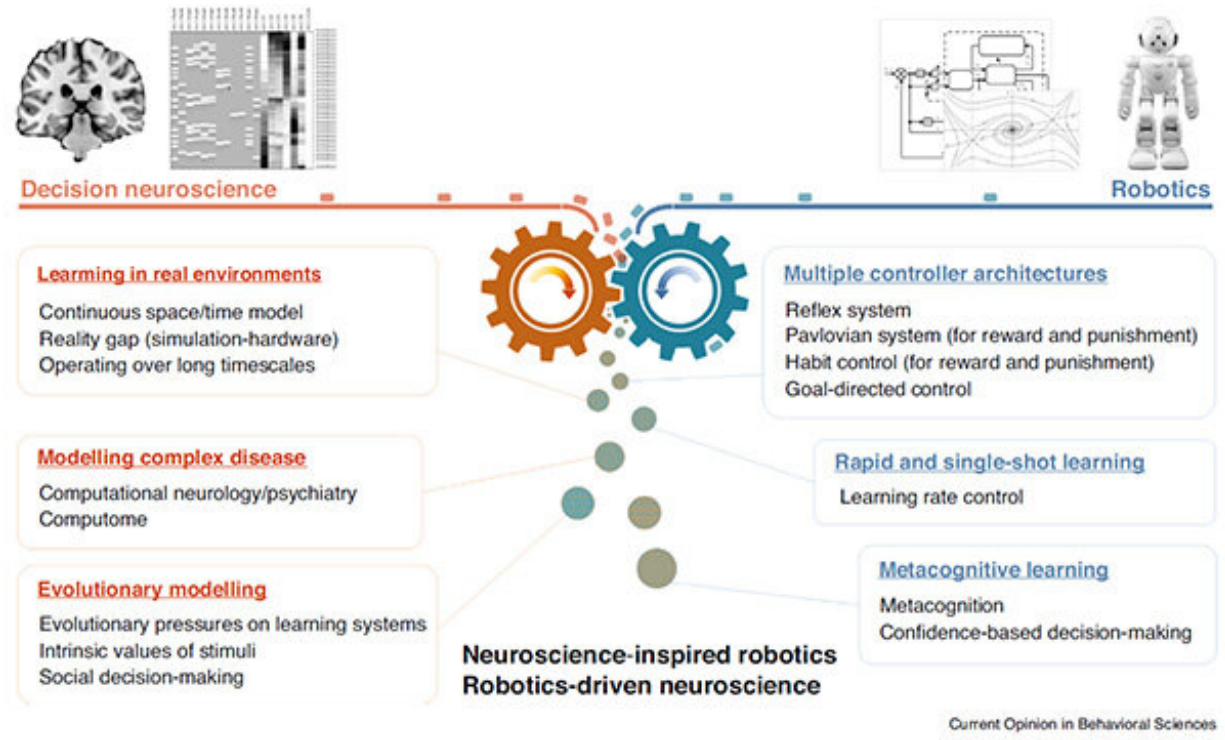 Decision neuroscience
Robotics
Learning in real environments
Continuous space/time model
Reality gap (simulation-hardware)
Operating over long timescales
Modelling complex disease
Computational neurology/psychiatry
Computome
Evolutionary modelling
Evolutionary pressures on learning systems
Intrinsic values of stimuli
Social decision-making
Multiple controller architectures
Reflex system
Pavlovian system (for reward and punishment)
Habit control (for reward and punishment)
Goal-directed control
Rapid and single-shot learning
Learning rate control
Metacognitive learning
Metacognition
Confidence-based decision-making
Neuroscience-inspired robotics
Robotics-driven neuroscience
Current Opinion in Behavioral Sciences